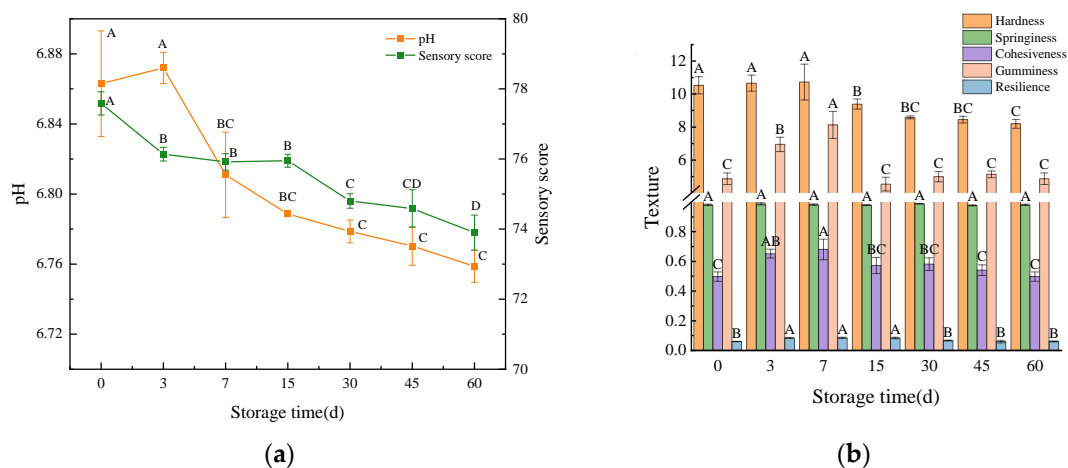 80
6.88
6.84
6.80
6.76
6.72
pH
78
76
74
72
70
Sensory score
pH
Sensory score
A
A
BC
BC
C
C
C
A
B
B
B
C
CD
D
0 3 7 15 30 45 60
Storage time(d)
(a)
Hardness
Springiness
Cohesiveness
Gumminess
Resilience
12
10
8
6
0.8
0.6
0.4
0.2
0.0
Texture
A A A B BC BC C
C B A C C C C
A A A A A A A
C AB A BC BC C C
B A A A B B B
0 3 7 15 30 45 60
Storage time(d)
(b)